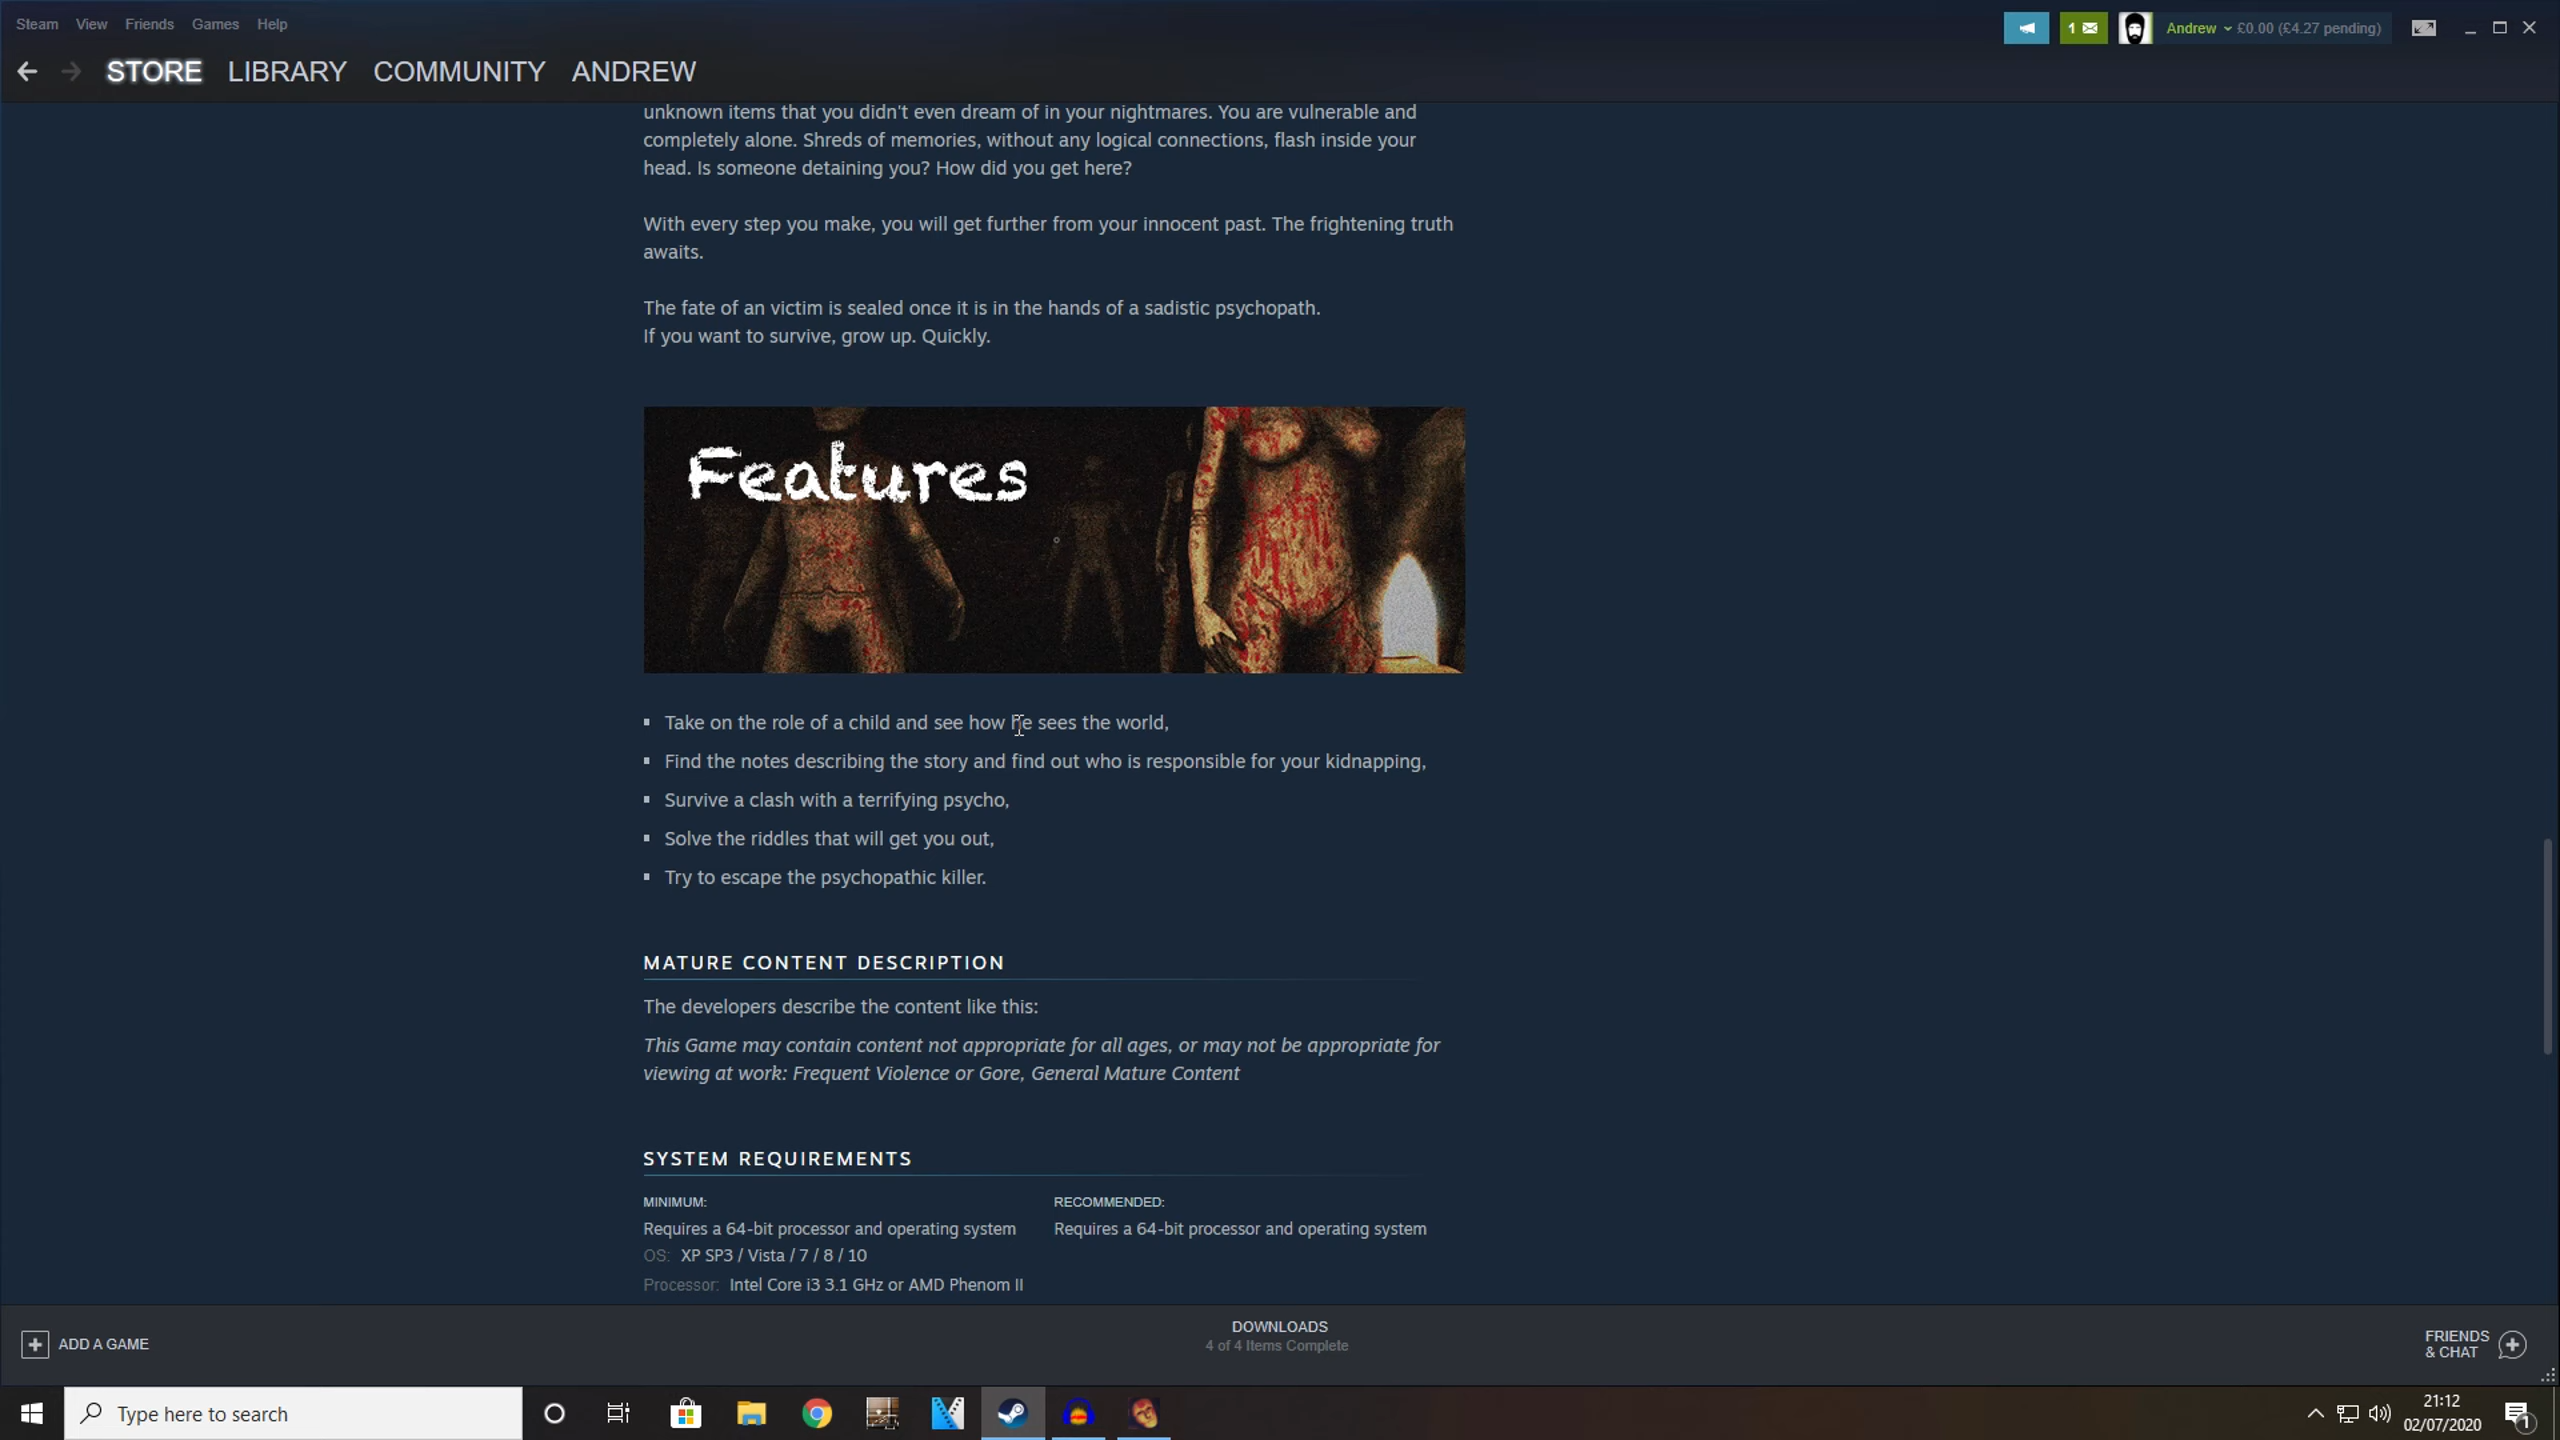 Steam View Friends Games Help
1
Andrew £0.00 (£4.27 pending)
STORE LIBRARY COMMUNITY ANDREW
unknown items that you didn't even dream of in your nightmares. You are vulnerable and
completely alone. Shreds of memories, without any logical connections, flash inside your
head. Is someone detaining you? How did you get here?
With every step you make, you will get further from your innocent past. The frightening truth
awaits.
The fate of an victim is sealed once it is in the hands of a sadistic psychopath.
If you want to survive, grow up. Quickly.
Features
Take on the role of a child and see how he sees the world,
Find the notes describing the story and find out who is responsible for your kidnapping,
Survive a clash with a terrifying psycho,
Solve the riddles that will get you out,
Try to escape the psychopathic killer.
MATURE CONTENT DESCRIPTION
The developers describe the content like this:
This Game may contain content not appropriate for all ages, or may not be appropriate for
viewing at work: Frequent Violence or Gore, General Mature Content
SYSTEM REQUIREMENTS
MINIMUM: RECOMMENDED:
Requires a 64-bit processor and operating system Requires a 64-bit processor and operating system
OS: XP SP3 / Vista / 7 / 8 / 10
Processor: Intel Core i3 3.1 GHz or AMD Phenom II
ADD A GAME
DOWNLOADS
4 of 4 Items Complete
FRIENDS
& CHAT
Type here to search
21:12
02/07/2020
1